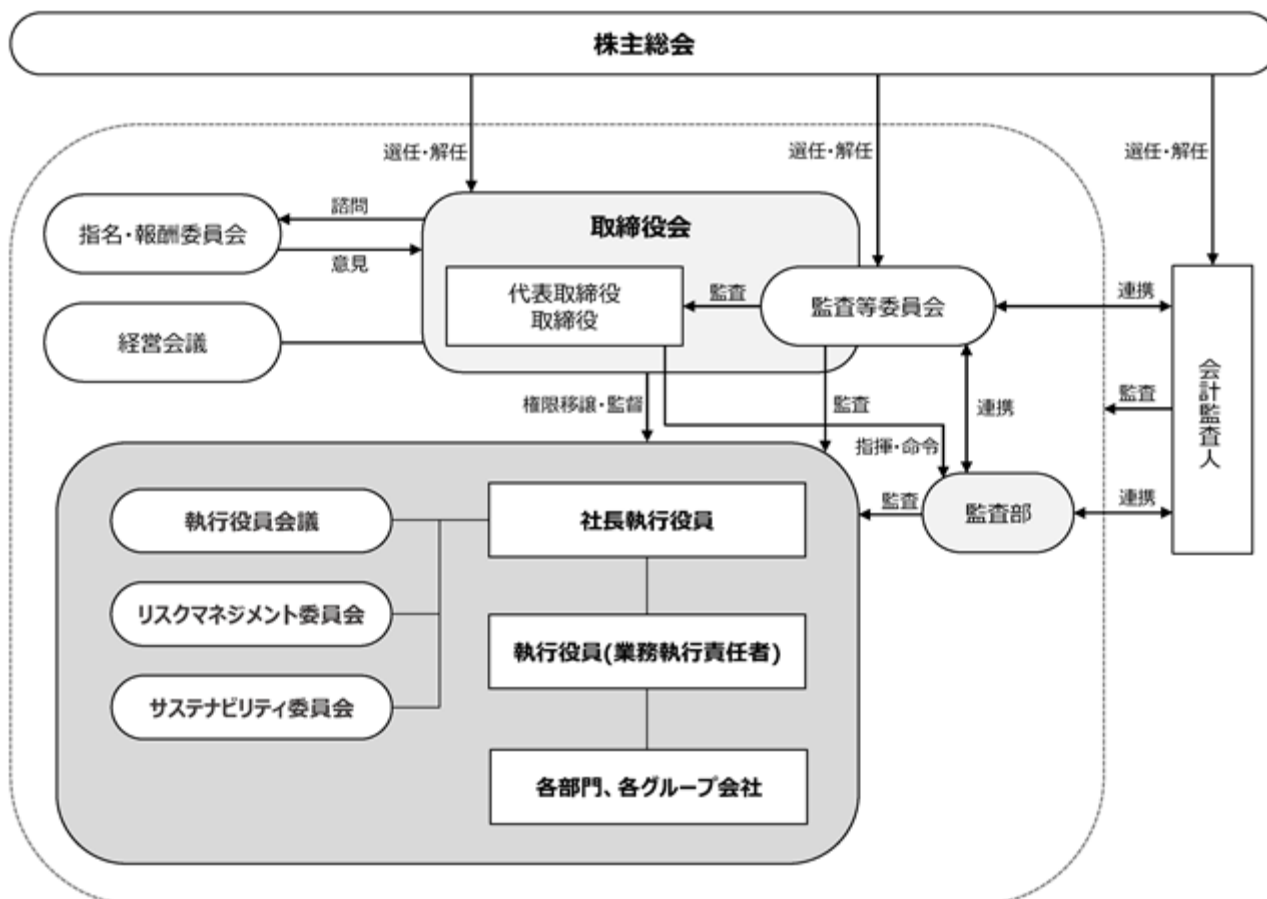 株主総会
選任・解任
選任・解任
選任・解任
指名・報酬委員会
諮問
意見
取締役会
代表取締役
取締役
監査
監査等委員会
連携
経営会議
会計監査人
権限移譲・監督
監査
連携
監査
指揮・命令
執行役員会議
社長執行役員
監査
監査部
連携
リスクマネジメント委員会
執行役員(業務執行責任者)
サステナビリティ委員会
各部門、各グループ会社